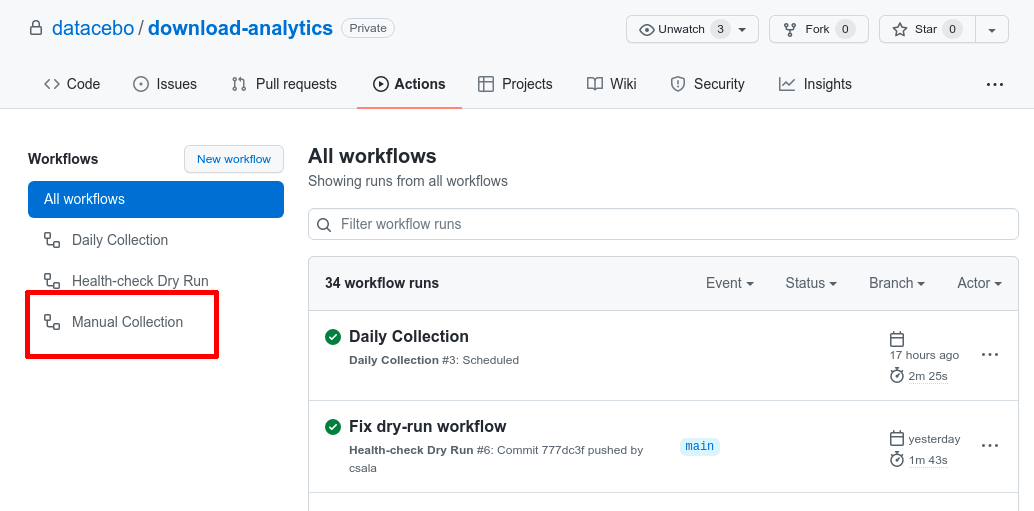 datacebo / download-analytics Private
Unwatch 3
Fork 0
Star 0
Code
Issues
Pull requests
Actions
Projects
Wiki
Security
Insights
Workflows
New workflow
All workflows
Daily Collection
Health-check Dry Run
Manual Collection
All workflows
Showing runs from all workflows
Filter workflow runs
34 workflow runs
Event
Status
Branch
Actor
Daily Collection
Daily Collection #3: Scheduled
17 hours ago
2m 25s
Fix dry-run workflow
Health-check Dry Run #6: Commit 777dc3f pushed by
csala
main
yesterday
1m 43s